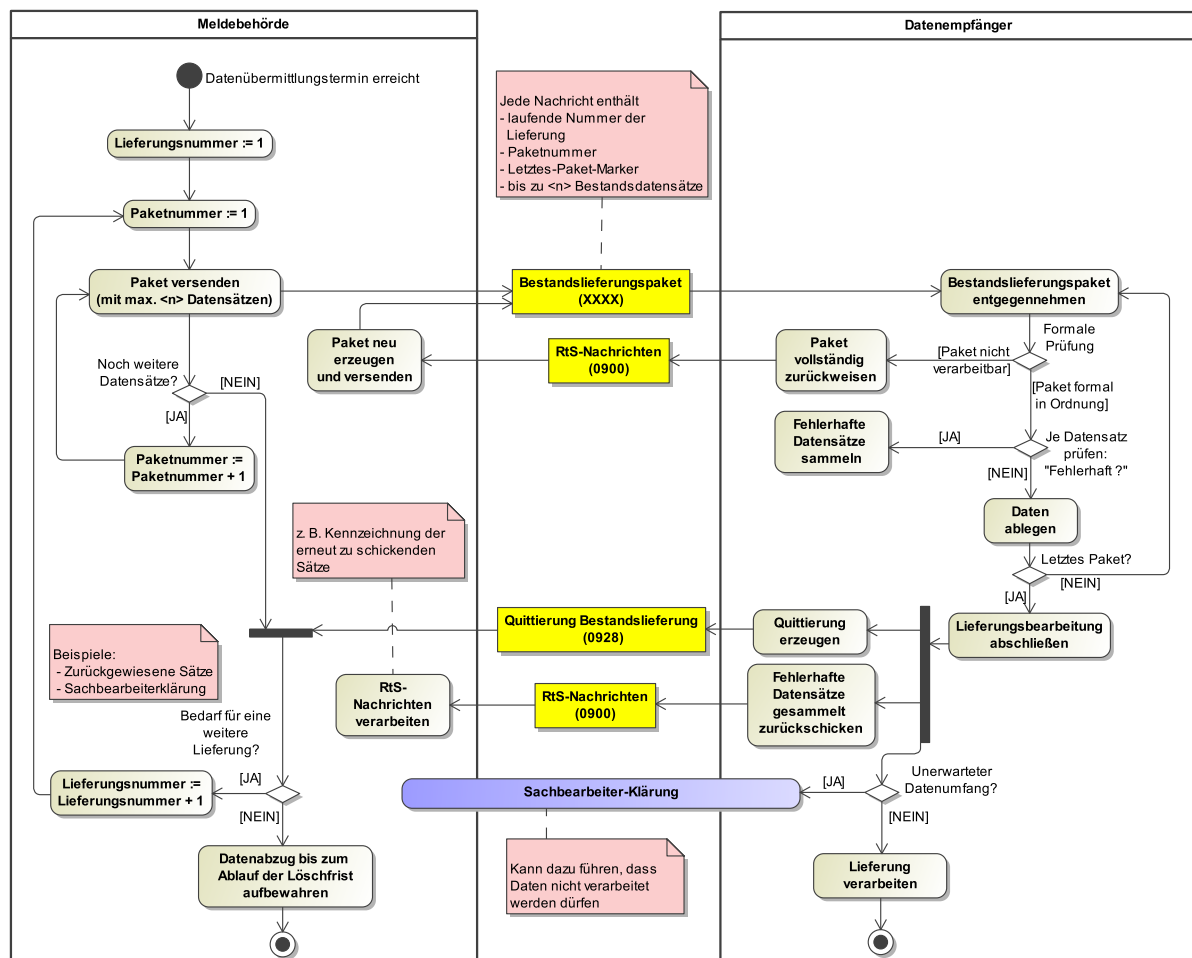 Meldebehörde
Datenempfänger
Datenübermittlungstermin erreicht
Lieferungsnummer := 1
Paketnummer := 1
Paket versenden
(mit max. <n> Datensätzen)
Noch weitere
Datensätze?
[NEIN]
[JA]
Paketnummer :=
Paketnummer + 1
Jede Nachricht enthält
- laufende Nummer der
Lieferung
- Paketnummer
- Letztes-Paket-Marker
- bis zu <n> Bestandsdatensätze
Bestandslieferungspaket
(XXXX)
Paket neu
erzeugen
und versenden
RtS-Nachrichten
(0900)
Paket
vollständig
zurückweisen
Bestandslieferungspaket
entgegennehmen
Formale
Prüfung
[Paket nicht
verarbeitbar]
[Paket formal
in Ordnung]
Fehlerhafte
Datensätze
sammeln
[JA]
Je Datensatz
prüfen:
"Fehlerhaft ?"
[NEIN]
Daten
ablegen
Letztes Paket?
[NEIN]
[JA]
Lieferungsbearbeitung
abschließen
z. B. Kennzeichnung der
erneut zu schickenden
Sätze
Quittierung Bestandslieferung
(0928)
Quittierung
erzeugen
Beispiele:
- Zurückgewiesene Sätze
- Sachbearbeiterklärung
RtS-
Nachrichten
verarbeiten
RtS-Nachrichten
(0900)
Fehlerhafte
Datensätze
gesammelt
zurückschicken
Bedarf für eine
weitere
Lieferung?
[JA]
[NEIN]
Lieferungsnummer :=
Lieferungsnummer + 1
Sachbearbeiter-Klärung
[JA]
Unerwarteter
Datenumfang?
[NEIN]
Datenabzug bis zum
Ablauf der Löschfrist
aufbewahren
Kann dazu führen, dass
Daten nicht verarbeitet
werden dürfen
Lieferung
verarbeiten